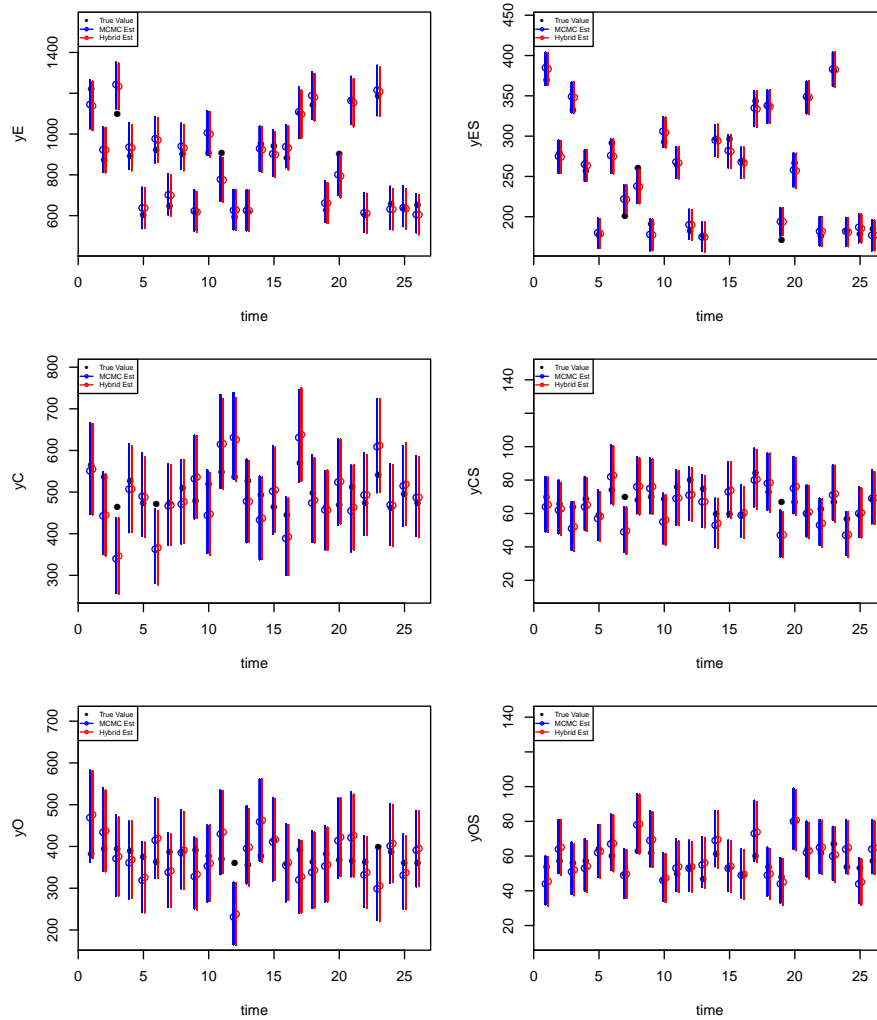 True Value
MCMC Est
Hybrid Est
yE
600 800 1000 1400
0 5 10 15 20 25
time
True Value
MCMC Est
Hybrid Est
yES
200 250 300 350 400 450
0 5 10 15 20 25
time
True Value
MCMC Est
Hybrid Est
yC
300 400 500 600 700 800
0 5 10 15 20 25
time
True Value
MCMC Est
Hybrid Est
yCS
20 40 60 80 100 140
0 5 10 15 20 25
time
True Value
MCMC Est
Hybrid Est
yO
200 300 400 500 600 700
0 5 10 15 20 25
time
True Value
MCMC Est
Hybrid Est
yOS
20 40 60 80 100 140
0 5 10 15 20 25
time